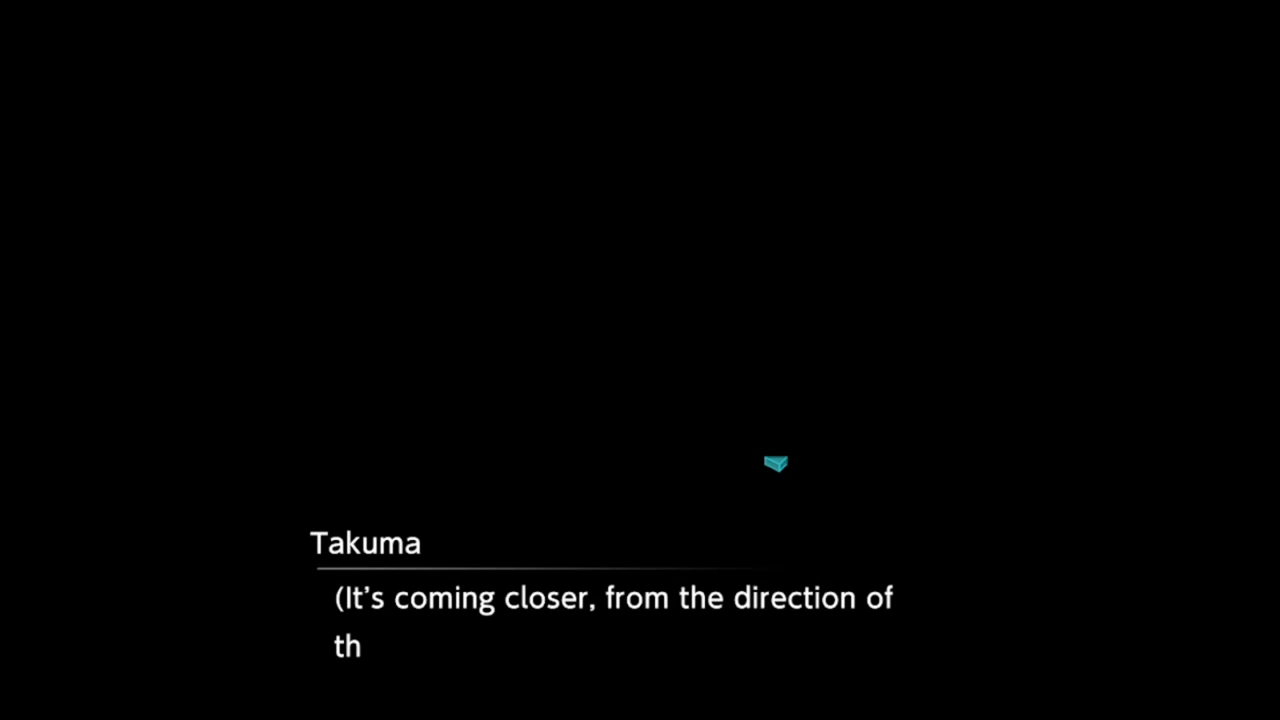 Takuma
(It's coming closer, from the direction of
th